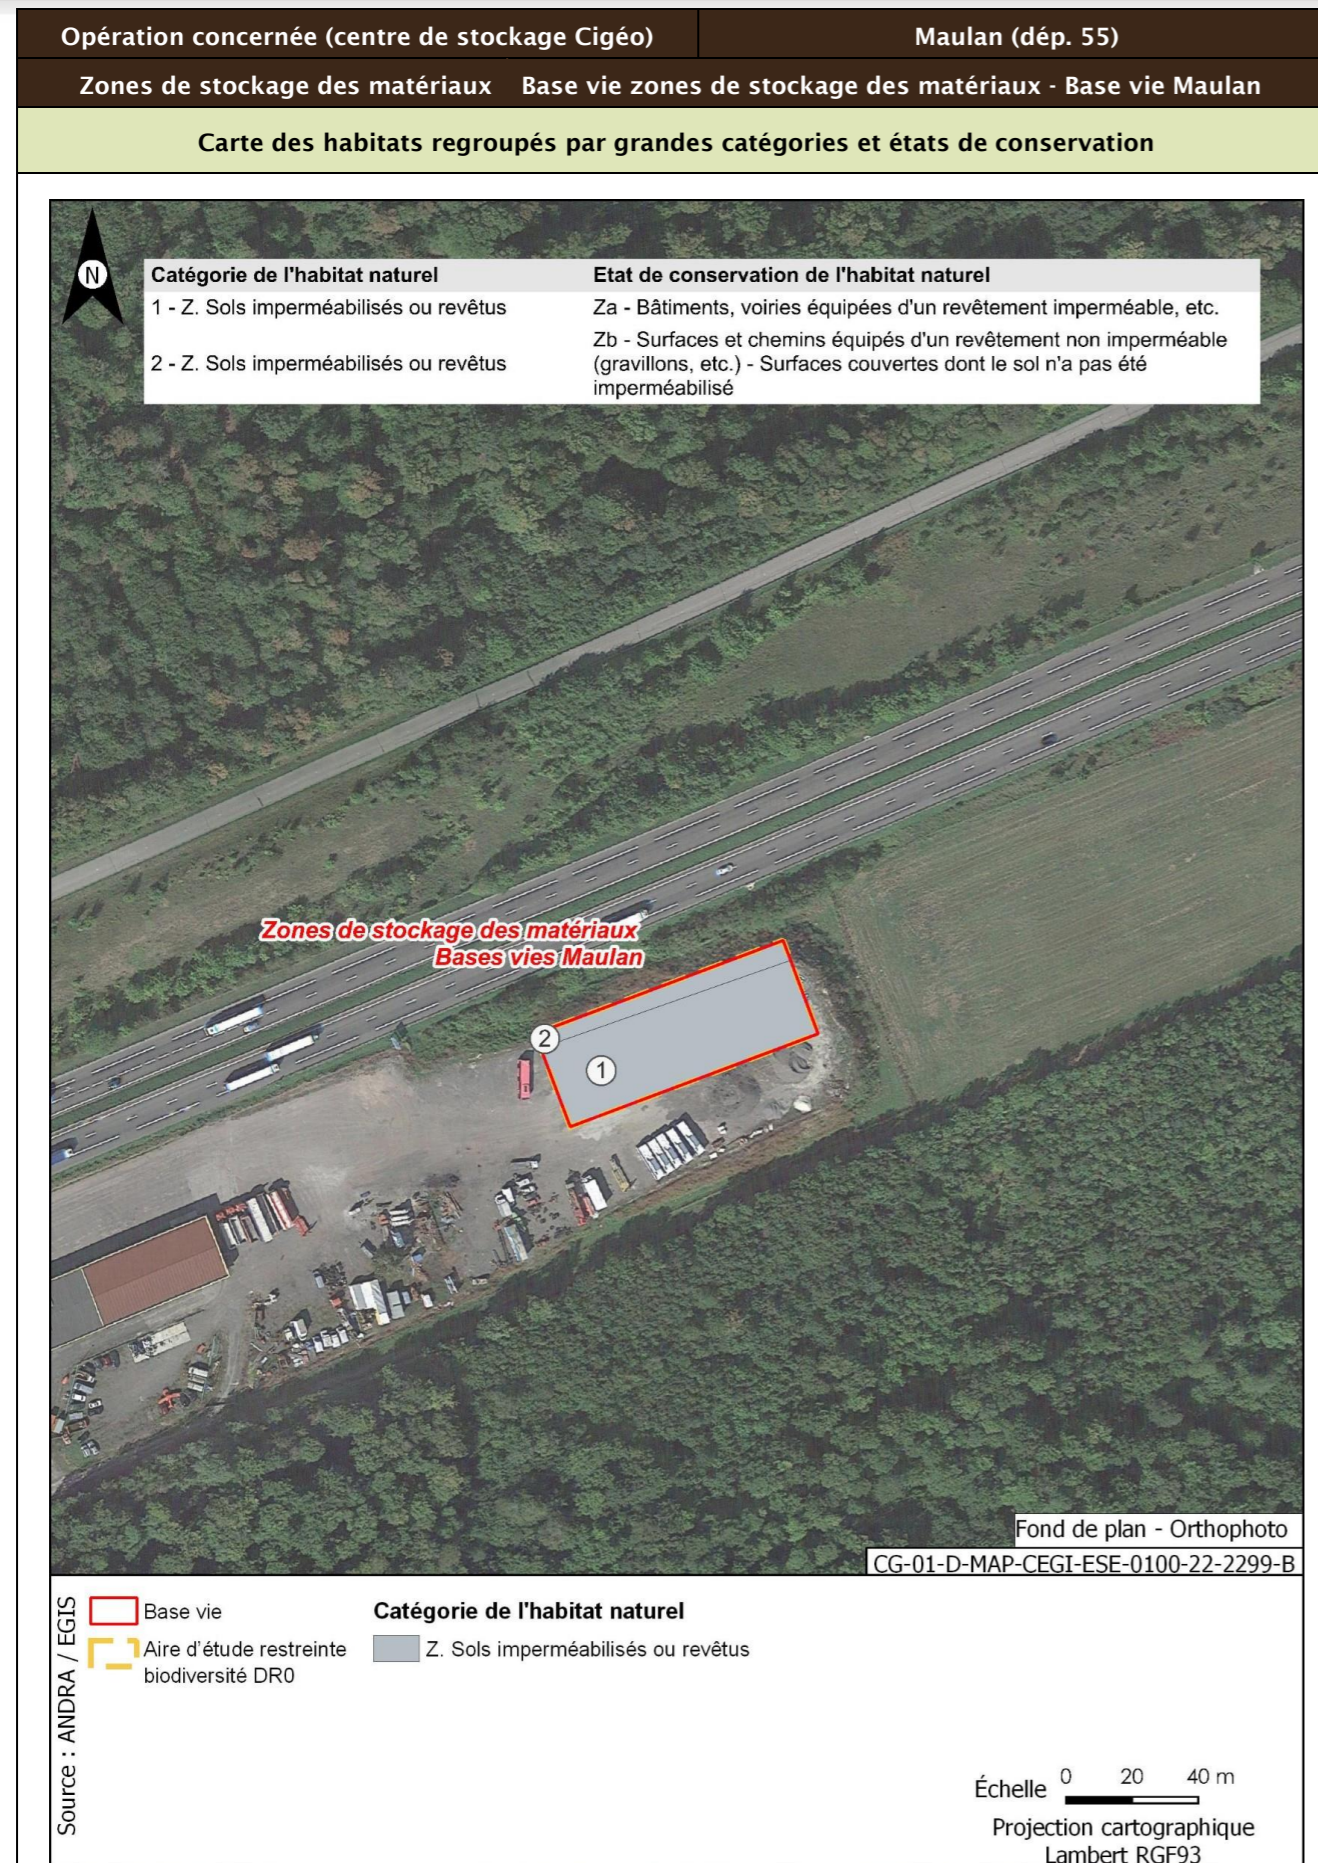 Opération concernée (centre de stockage Cigéo) Maulan (dép. 55)
Zones de stockage des matériaux Base vie zones de stockage des matériaux - Base vie Maulan
Carte des habitats regroupés par grandes catégories et états de conservation
N
Catégorie de l'habitat naturel Etat de conservation de l'habitat naturel
1 - Z. Sols imperméabilisés ou revêtus Za - Bâtiments, voiries équipées d'un revêtement imperméable, etc.
2 - Z. Sols imperméabilisés ou revêtus Zb - Surfaces et chemins équipés d'un revêtement non imperméable
(gravillons, etc.) - Surfaces couvertes dont le sol n'a pas été
imperméabilisé
Zones de stockage des matériaux
Bases vies Maulan
2
1
Fond de plan - Orthophoto
CG-01-D-MAP-CEGI-ESE-0100-22-2299-B
Source : ANDRA / EGIS
Base vie
Aire d'étude restreinte
biodiversité DR0
Catégorie de l'habitat naturel
Z. Sols imperméabilisés ou revêtus
Échelle 0 20 40 m
Projection cartographique
Lambert RGF93